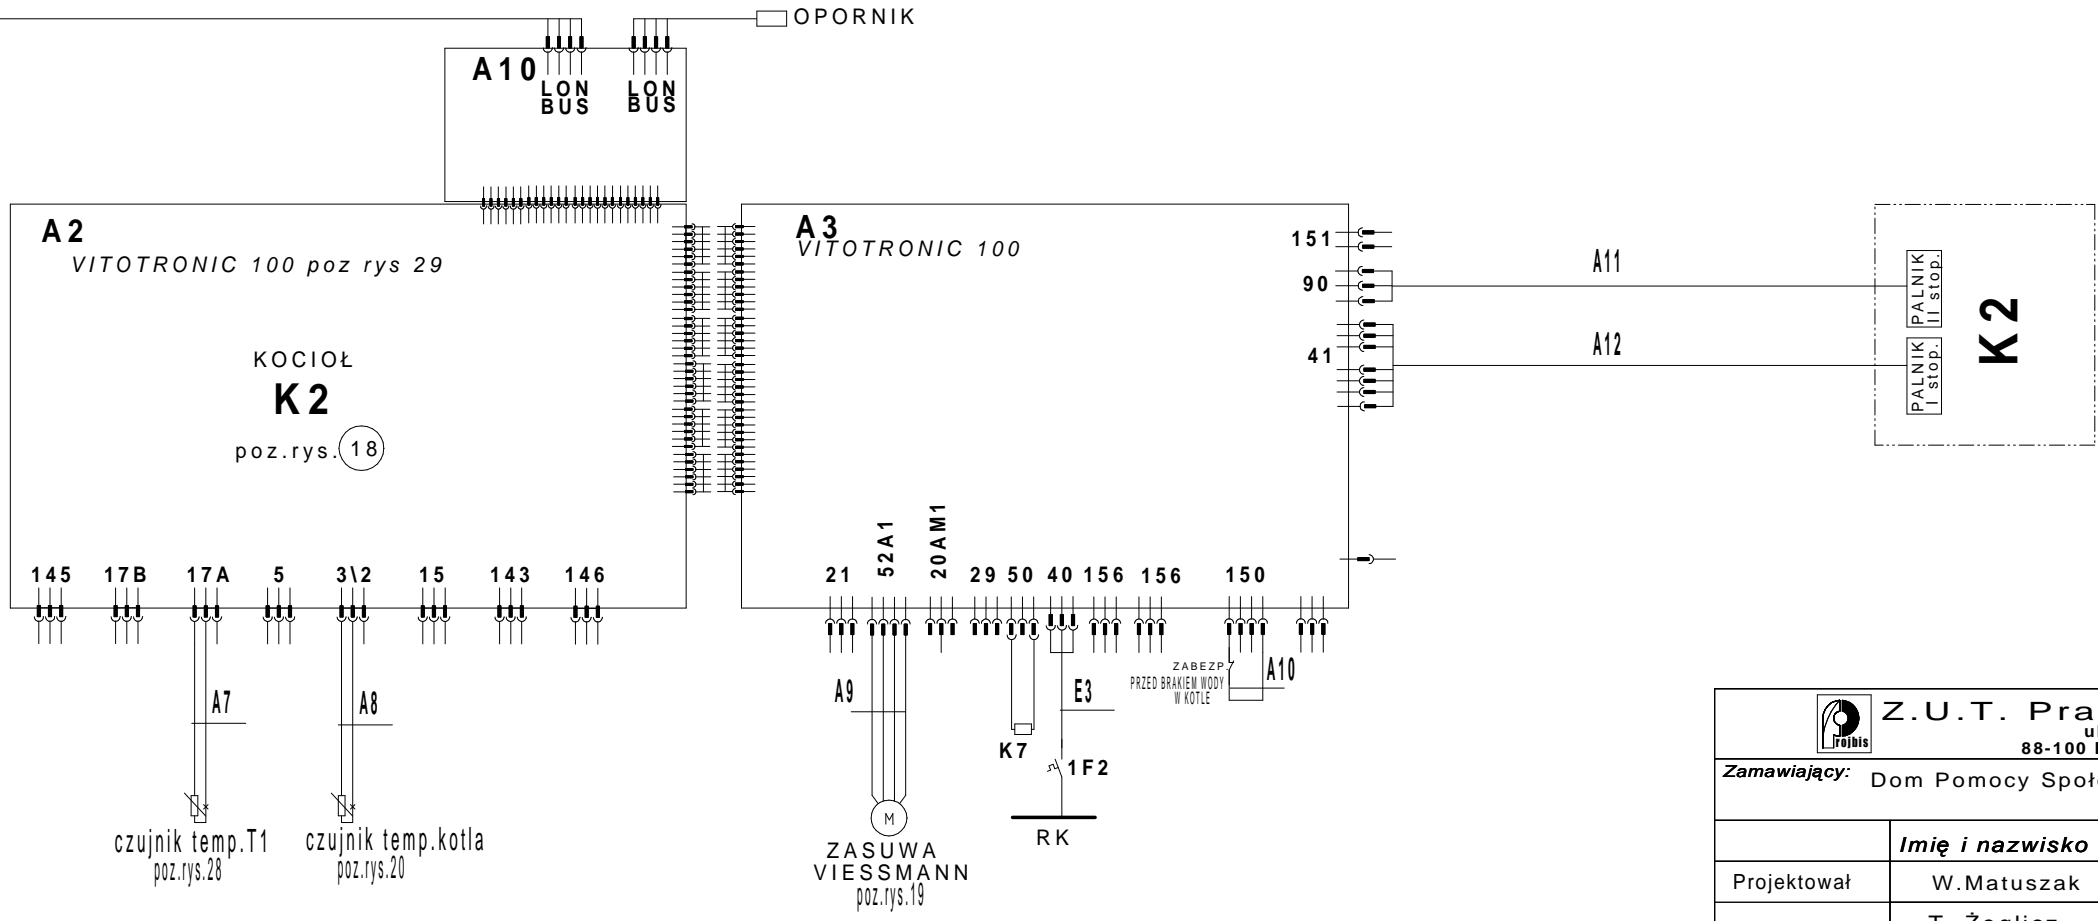 OPORNIK
A10
LON
BUS
LON
BUS
A2
VITOTRONIC 100 poz rys 29
KOCIOŁ
K2
poz.rys. 18
145 17B 17A 5 3\2 15 143 146
A7
A8
czujnik temp.T1
poz.rys.28
czujnik temp.kotla
poz.rys.20
A3
VITOTRONIC 100
151
90
41
A11
A12
PALNIK
II stop.
PALNIK
I stop.
K2
21 52A1 20AM1 29 50 40 156 156 150
A9
K7
E3
1F2
RK
ZABEZP.
PRZED BRAKIEM WODY
W KOTLE
A10
M
ZASUWA
VIESSMANN
poz.rys.19
Projbis
Z.U.T. Pra
ul
88-100
Zamawiający: Dom Pomocy Społ
Imię i nazwisko
Projektował W.Matuszak
T. Żeglicz